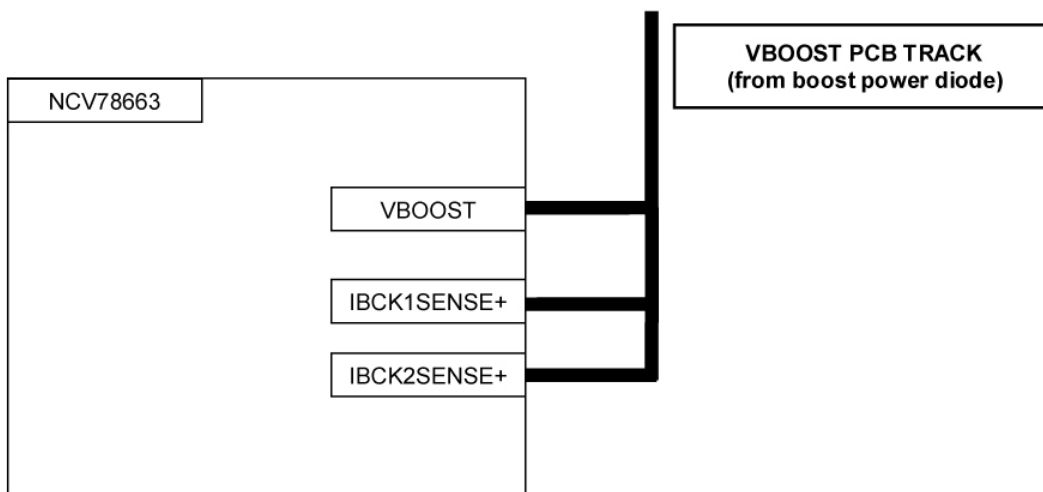 VBOOST PCB TRACK
(from boost power diode)
NCV78663
VBOOST
IBCK1SENSE+
IBCK2SENSE+